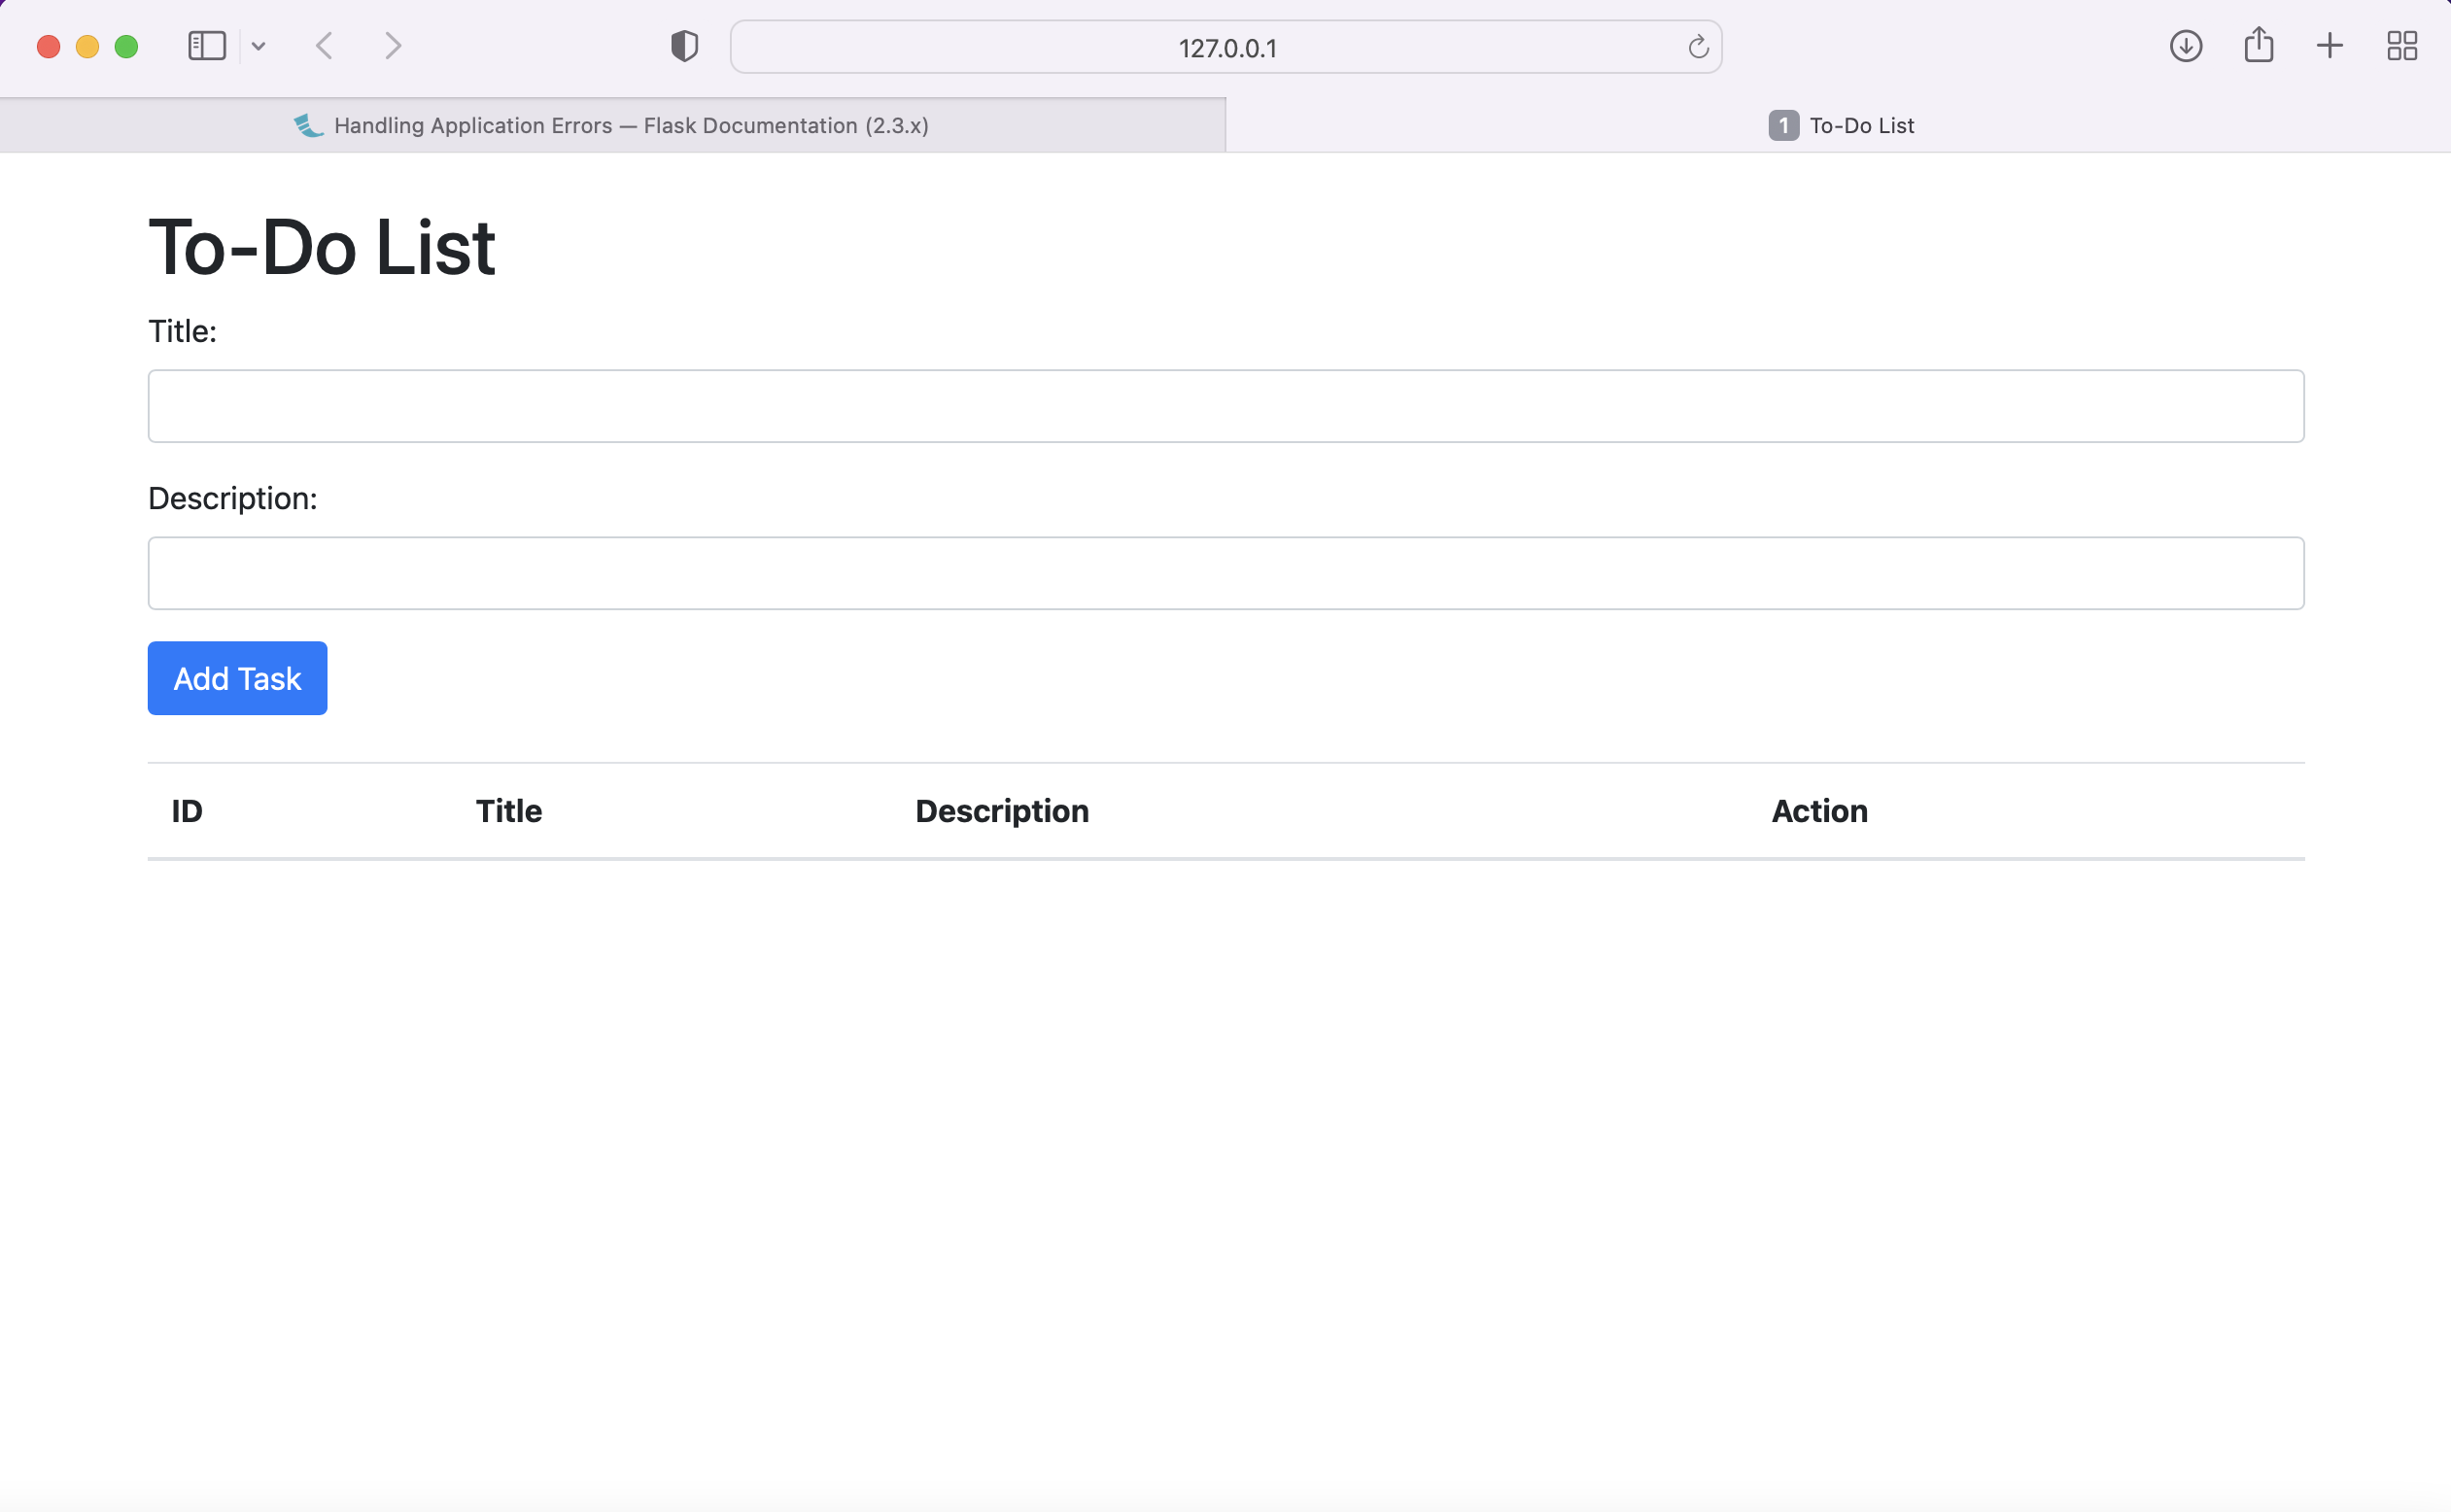 127.0.0.1
Handling Application Errors — Flask Documentation (2.3.x)
1 To-Do List
To-Do List
Title:
Description:
Add Task
ID Title Description Action